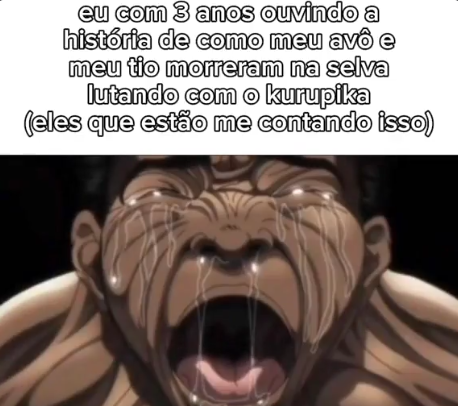 eu com 3 anos ouvindo a
história de como meu avô e
meu tio morreram na selva
lutando com o kurupika
(eles que estão me contando isso)